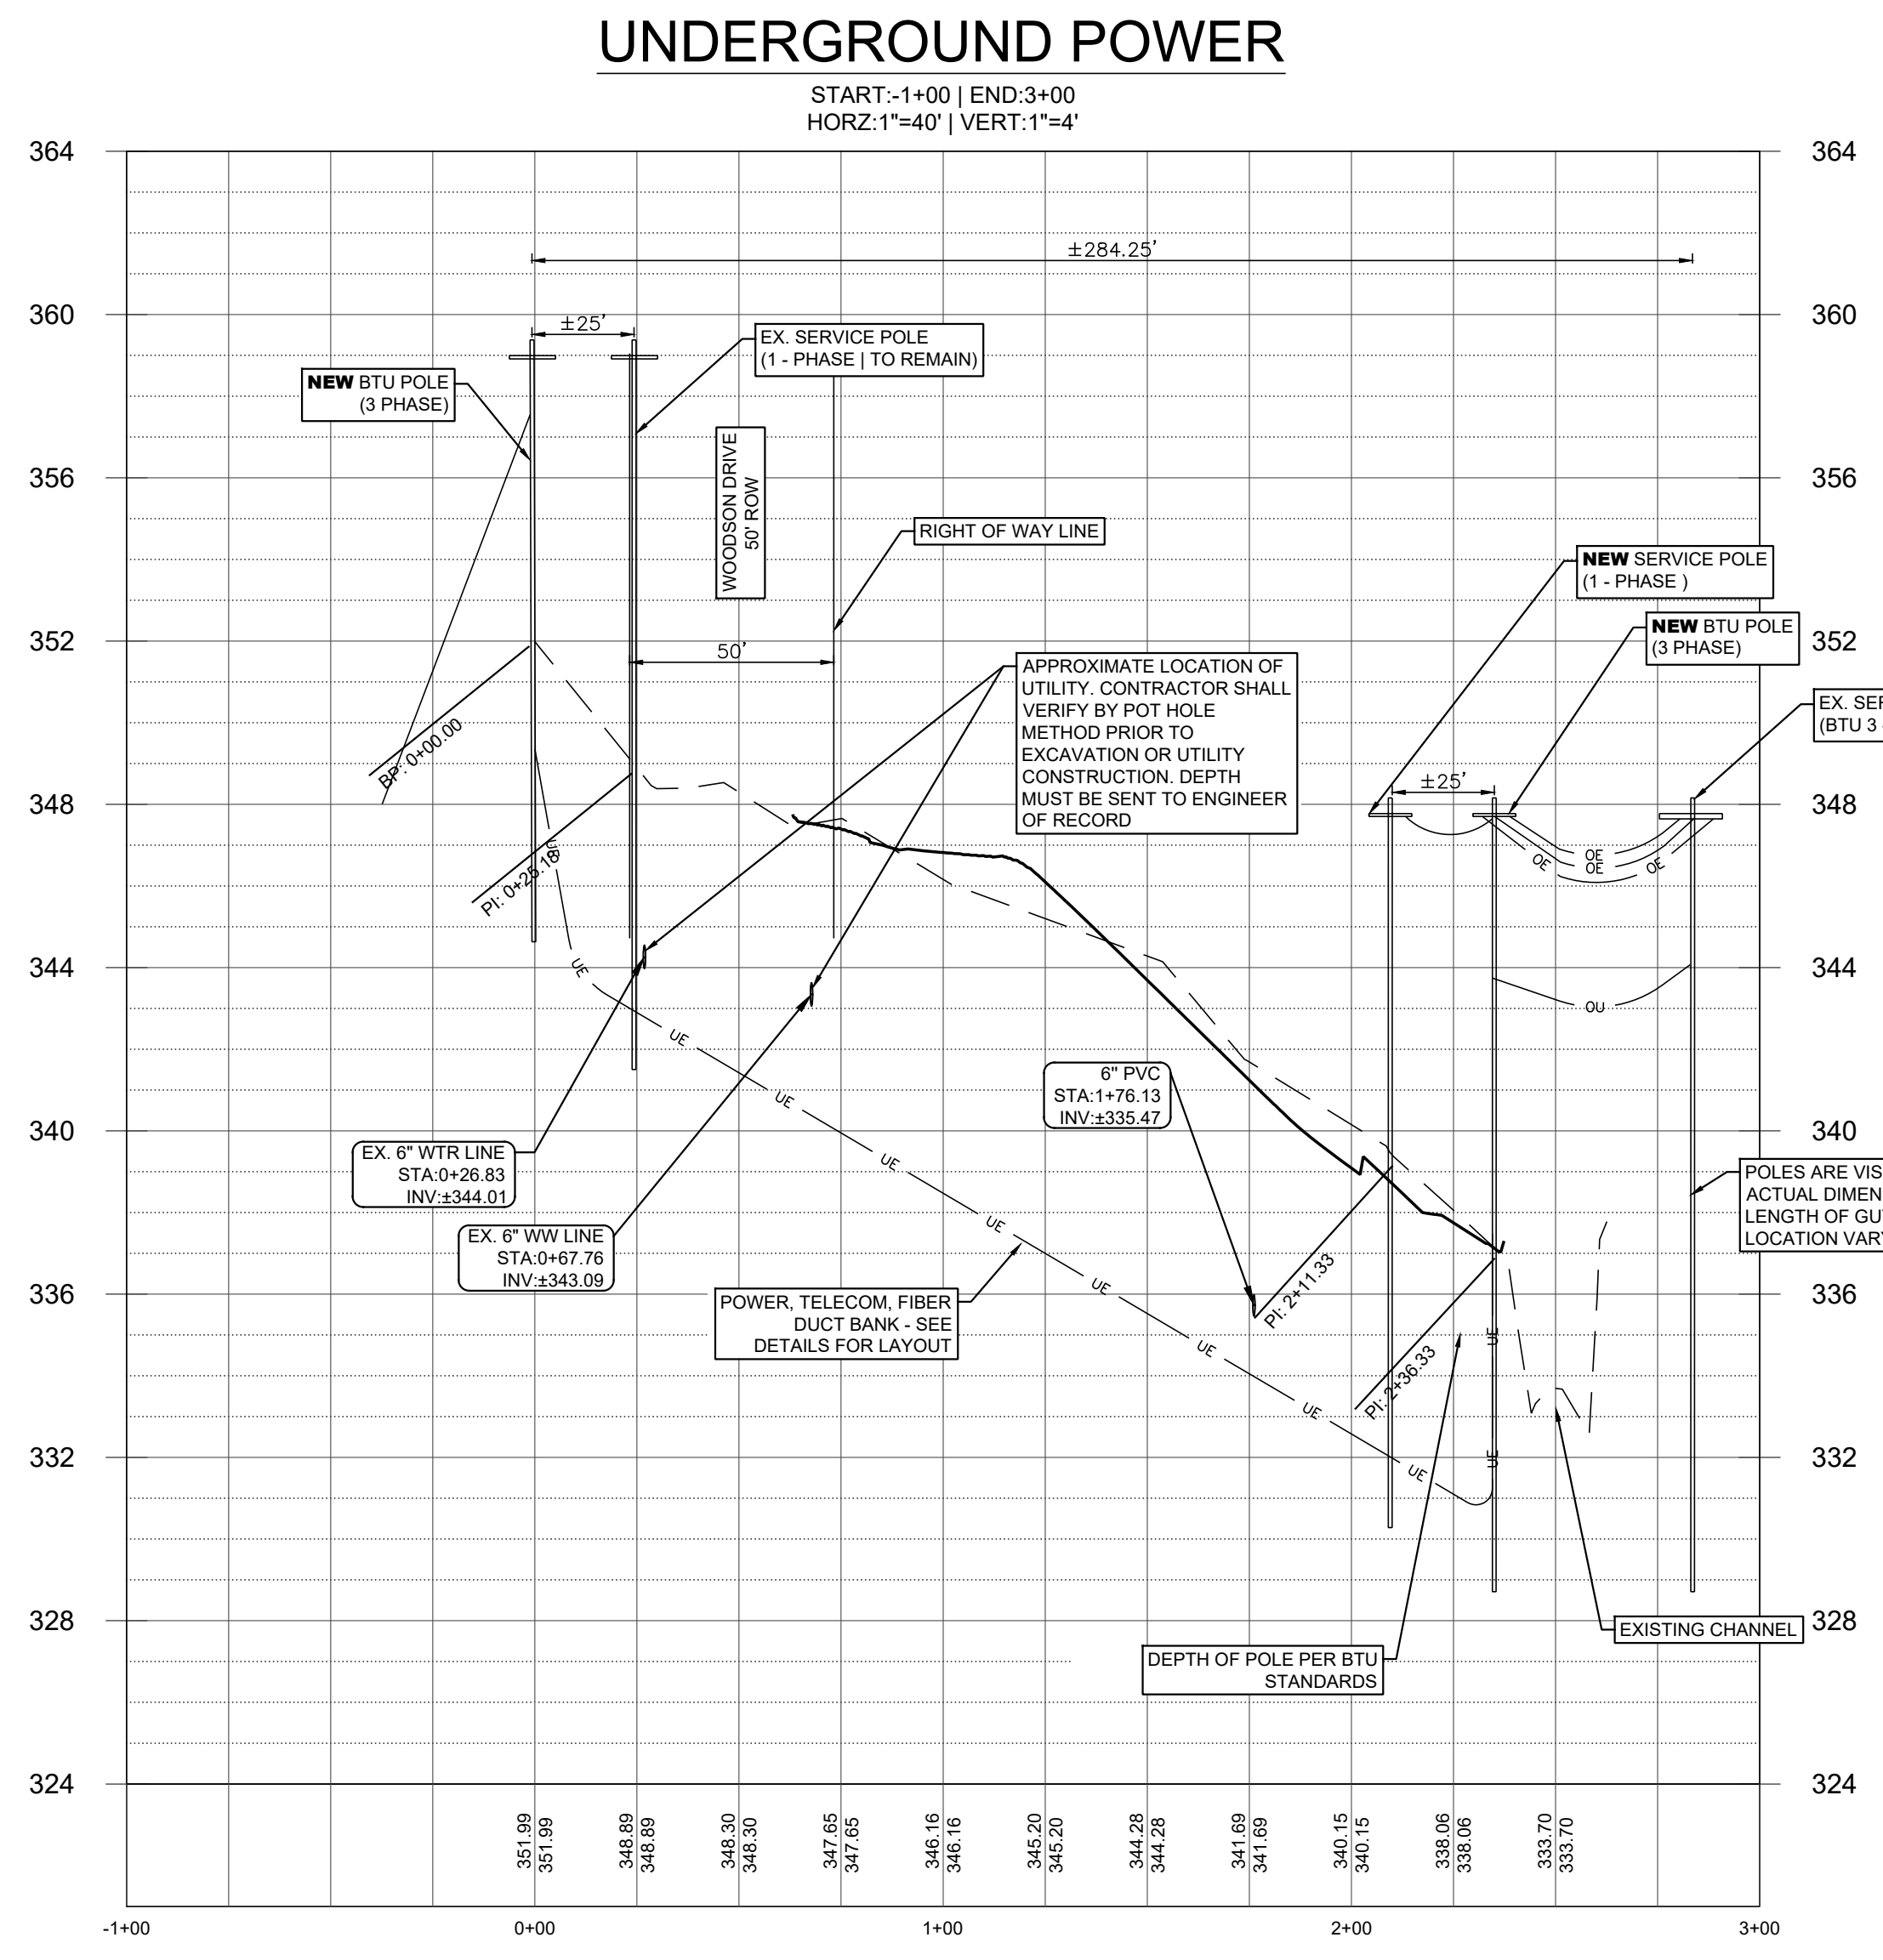 UNDERGROUND POWER
START:-1+00 | END:3+00
HORZ:1"=40' | VERT:1"=4'
364
364
±284.25'
360
360
±25'
EX. SERVICE POLE
(1 - PHASE | TO REMAIN)
NEW BTU POLE
(3 PHASE)
WOODSON DRIVE
50' ROW
356
356
RIGHT OF WAY LINE
NEW SERVICE POLE
(1 - PHASE )
NEW BTU POLE
(3 PHASE)
352
352
50'
APPROXIMATE LOCATION OF
UTILITY. CONTRACTOR SHALL
VERIFY BY POT HOLE
METHOD PRIOR TO
EXCAVATION OR UTILITY
CONSTRUCTION. DEPTH
MUST BE SENT TO ENGINEER
OF RECORD
EX.
(BTU 3
BP: 0+00.00
±25'
348
348
UE
PI: 0+25.18
OE
OE
OE
OE
344
344
UE
OU
UE
6" PVC
STA:1+76.13
INV:±335.47
UE
340
340
EX. 6" WTR LINE
STA:0+26.83
INV:±344.01
UE
POLES ARE
ACTUAL
LENGTH OF
LOCATION
EX. 6" WW LINE
STA:0+67.76
INV:±343.09
UE
PI: 2+11.33
UE
336
336
POWER, TELECOM, FIBER
DUCT BANK - SEE
DETAILS FOR LAYOUT
UE
UE
PI: 2+36.33
UE
332
332
UE
UE
328
328
EXISTING CHANNEL
DEPTH OF POLE PER BTU
STANDARDS
324
324
351.99
351.99
348.89
348.89
348.30
348.30
347.65
347.65
346.16
346.16
345.20
345.20
344.28
344.28
341.69
341.69
340.15
340.15
338.06
338.06
333.70
333.70
-1+00
0+00
1+00
2+00
3+00